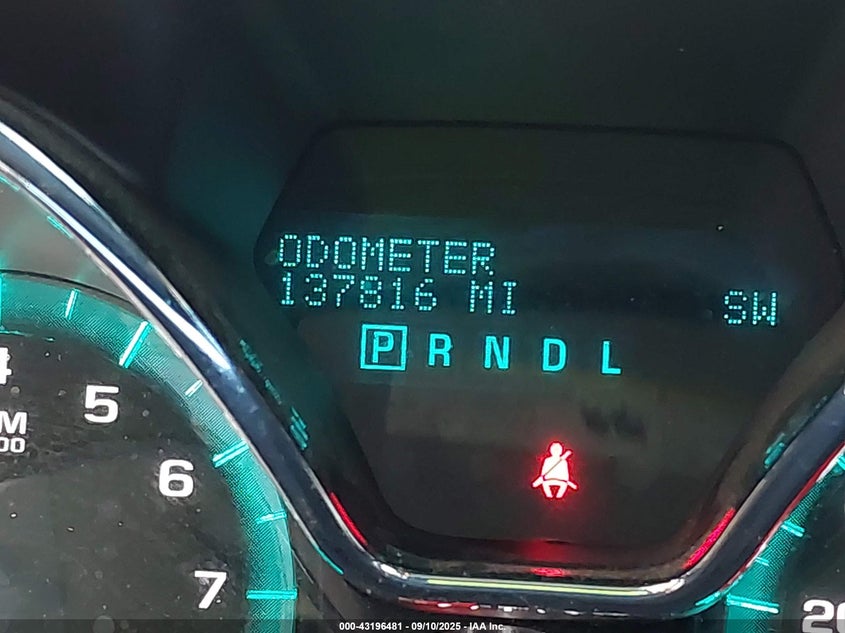 ODOMETER
137816 MI SW
P R N D L
5
6
7
000-43196481 - 09/10/2025 - IAA Inc.